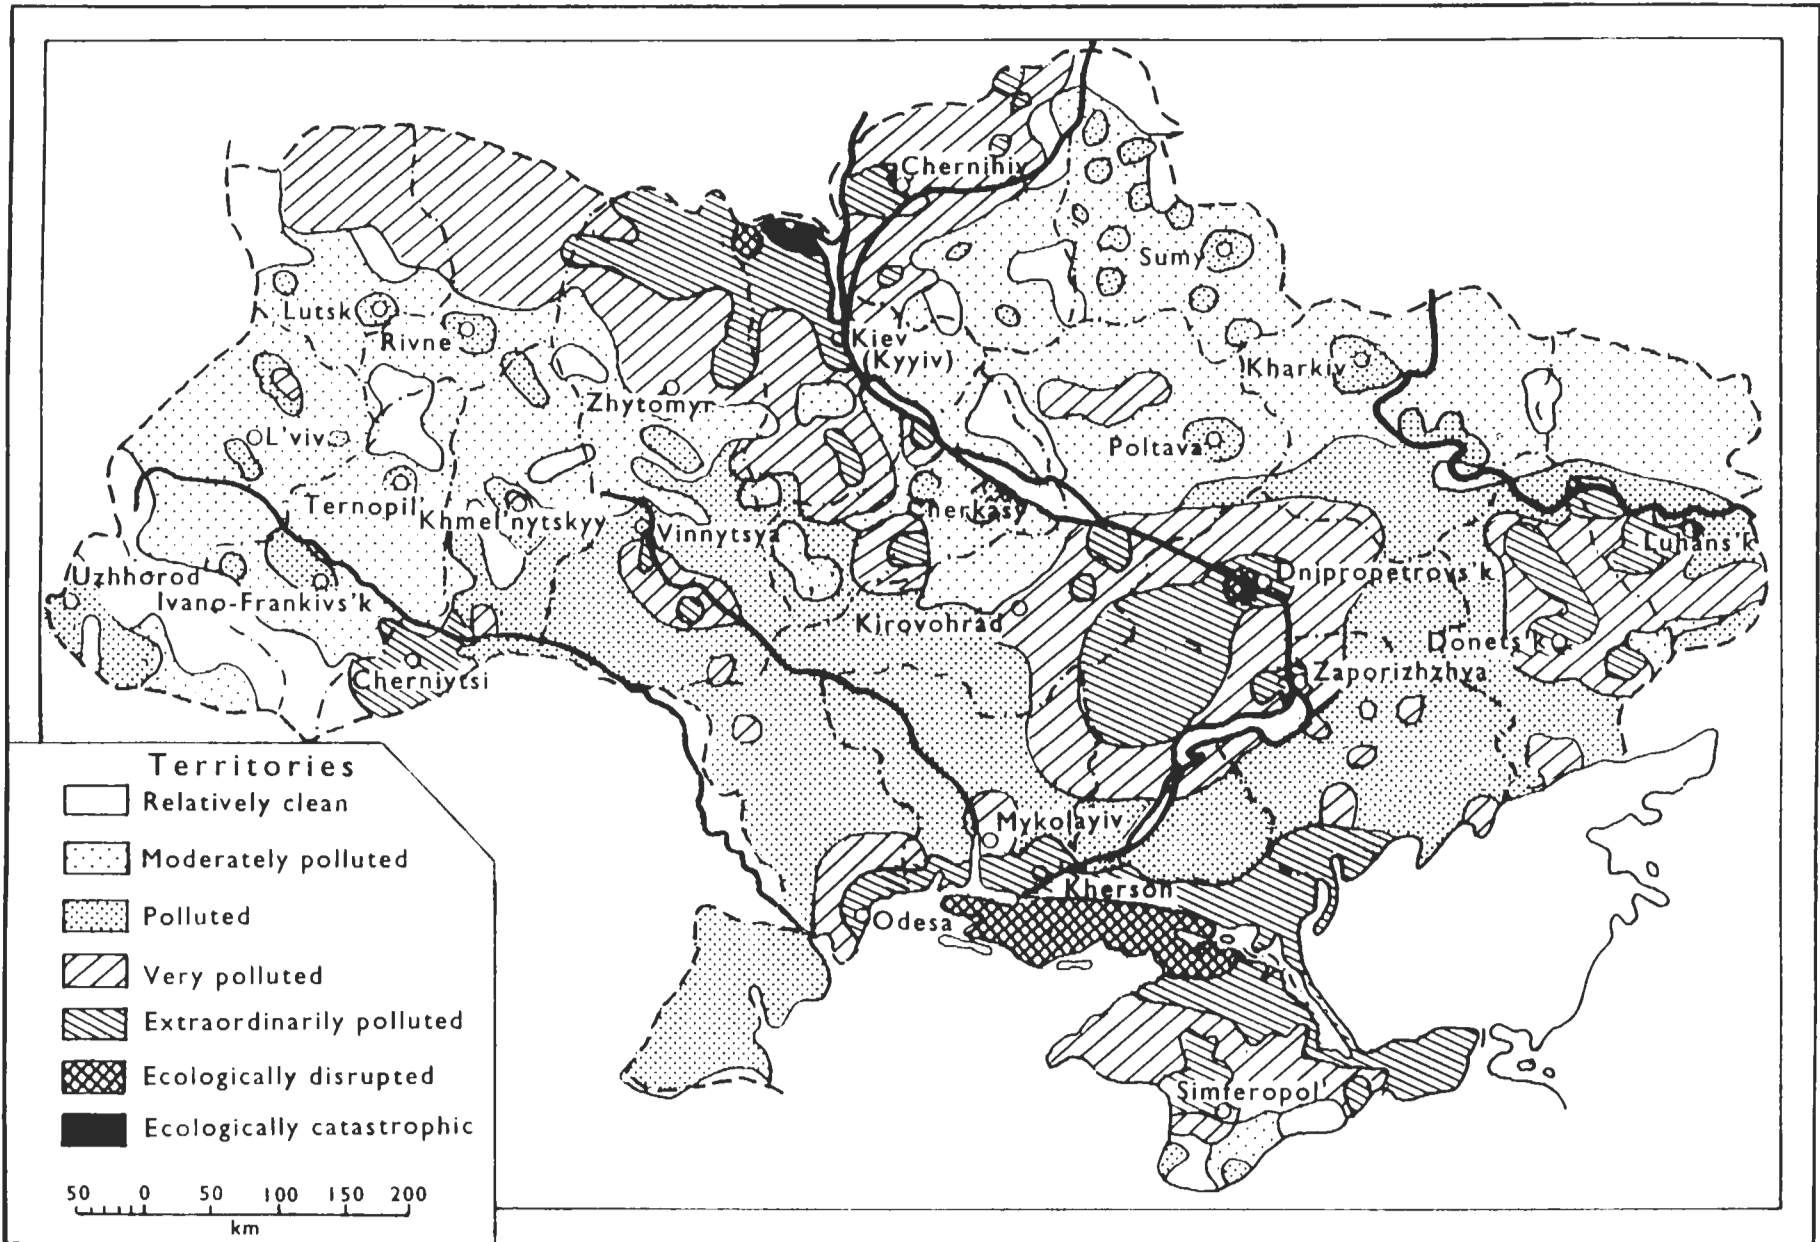 Chernihiv
Sumy
Lutsk
Rivne
Kiev
(Kyyiv)
Kharkiv
Zhytomyr
L'viv
Poltava
Ternopil'
Khmel'nytskyy
Cherkasy
Vinnytsya
Luhans'k
Uzhhorod
Ivano-Frankivs'k
Dnipropetrovs'k
Kirovohrad
Donets'k
Zaporizhzhya
Cherniytsi
Mykolayiv
Kherson
Odesa
Simferopol
Territories
Relatively clean
Moderately polluted
Polluted
Very polluted
Extraordinarily polluted
Ecologically disrupted
Ecologically catastrophic
50 0 50 100 150 200
km